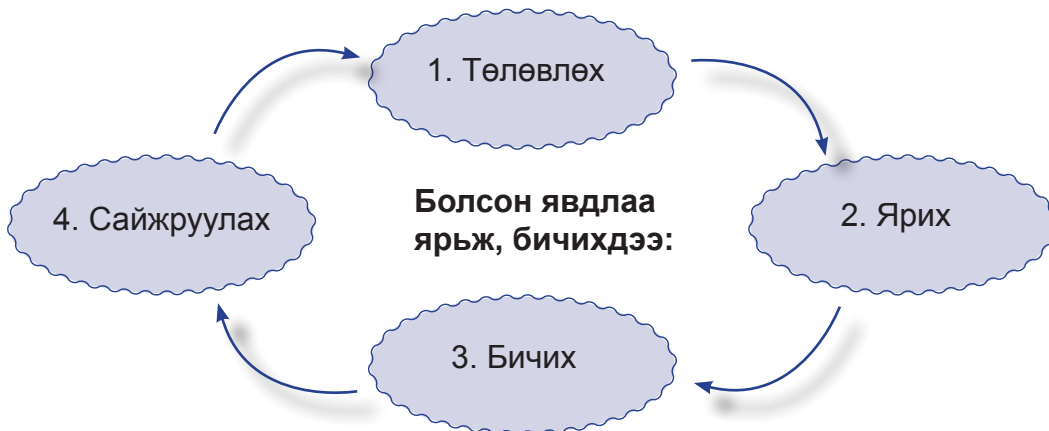 1. Төлөвлөх
2. Ярих
3. Бичих
4. Сайжруулах
Болсон явдлаа
ярьж, бичихдээ: